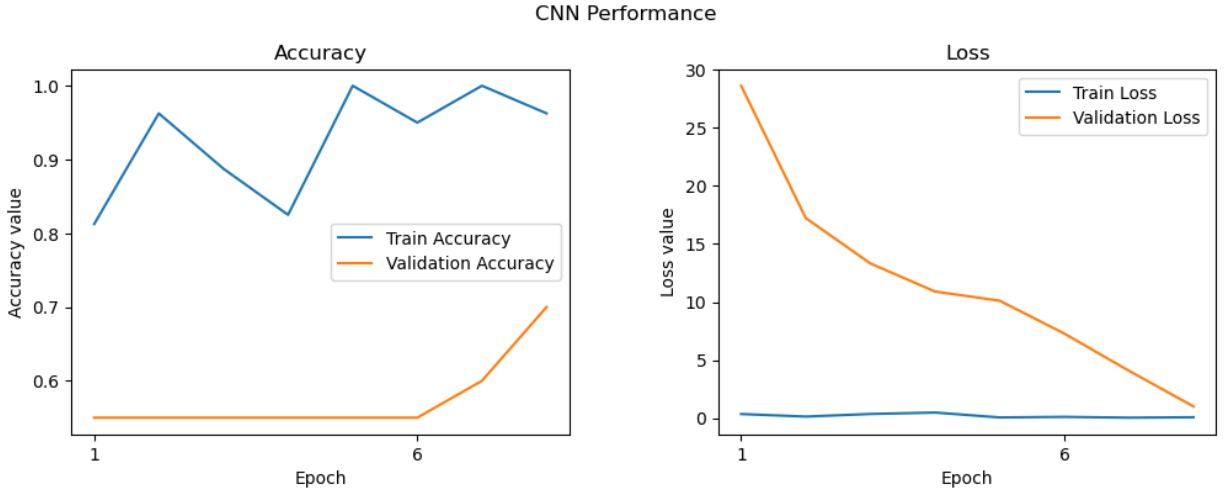 CNN Performance
Accuracy
Accuracy value
1.0
0.9
0.8
0.7
0.6
Train Accuracy
Validation Accuracy
1
6
Epoch
Loss
Loss value
30
25
20
15
10
5
0
Train Loss
Validation Loss
1
6
Epoch